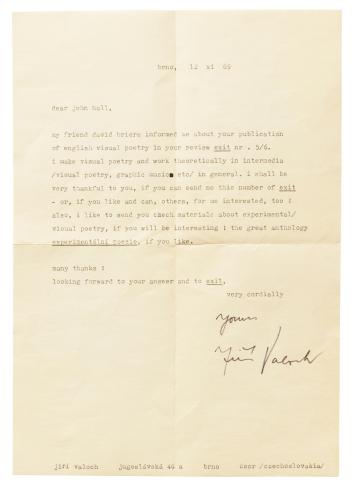 brno, 12 xi 69
dear john hall,
my friend david briers informed me about your publication
of english visual poetry in your review exit nr . 5/6.
i make visual poetry and work theoretically in intermedia
/visual poetry, graphic music etc/ in general. i shall be
very thankful to you, if you can send me this number of exit
- or, if you like and can, others, for me interested, too :
also, i like to send you czech materials about experimental/
visual poetry, if you will be interesting : the great anthology
experimentální poezie, if you like.
many thanks :
looking forward to your answer and to exit,
very cordially
yours
Jiří Valoch
jiří valoch jugoslávská 46 a brno čssr /czechoslovakia/